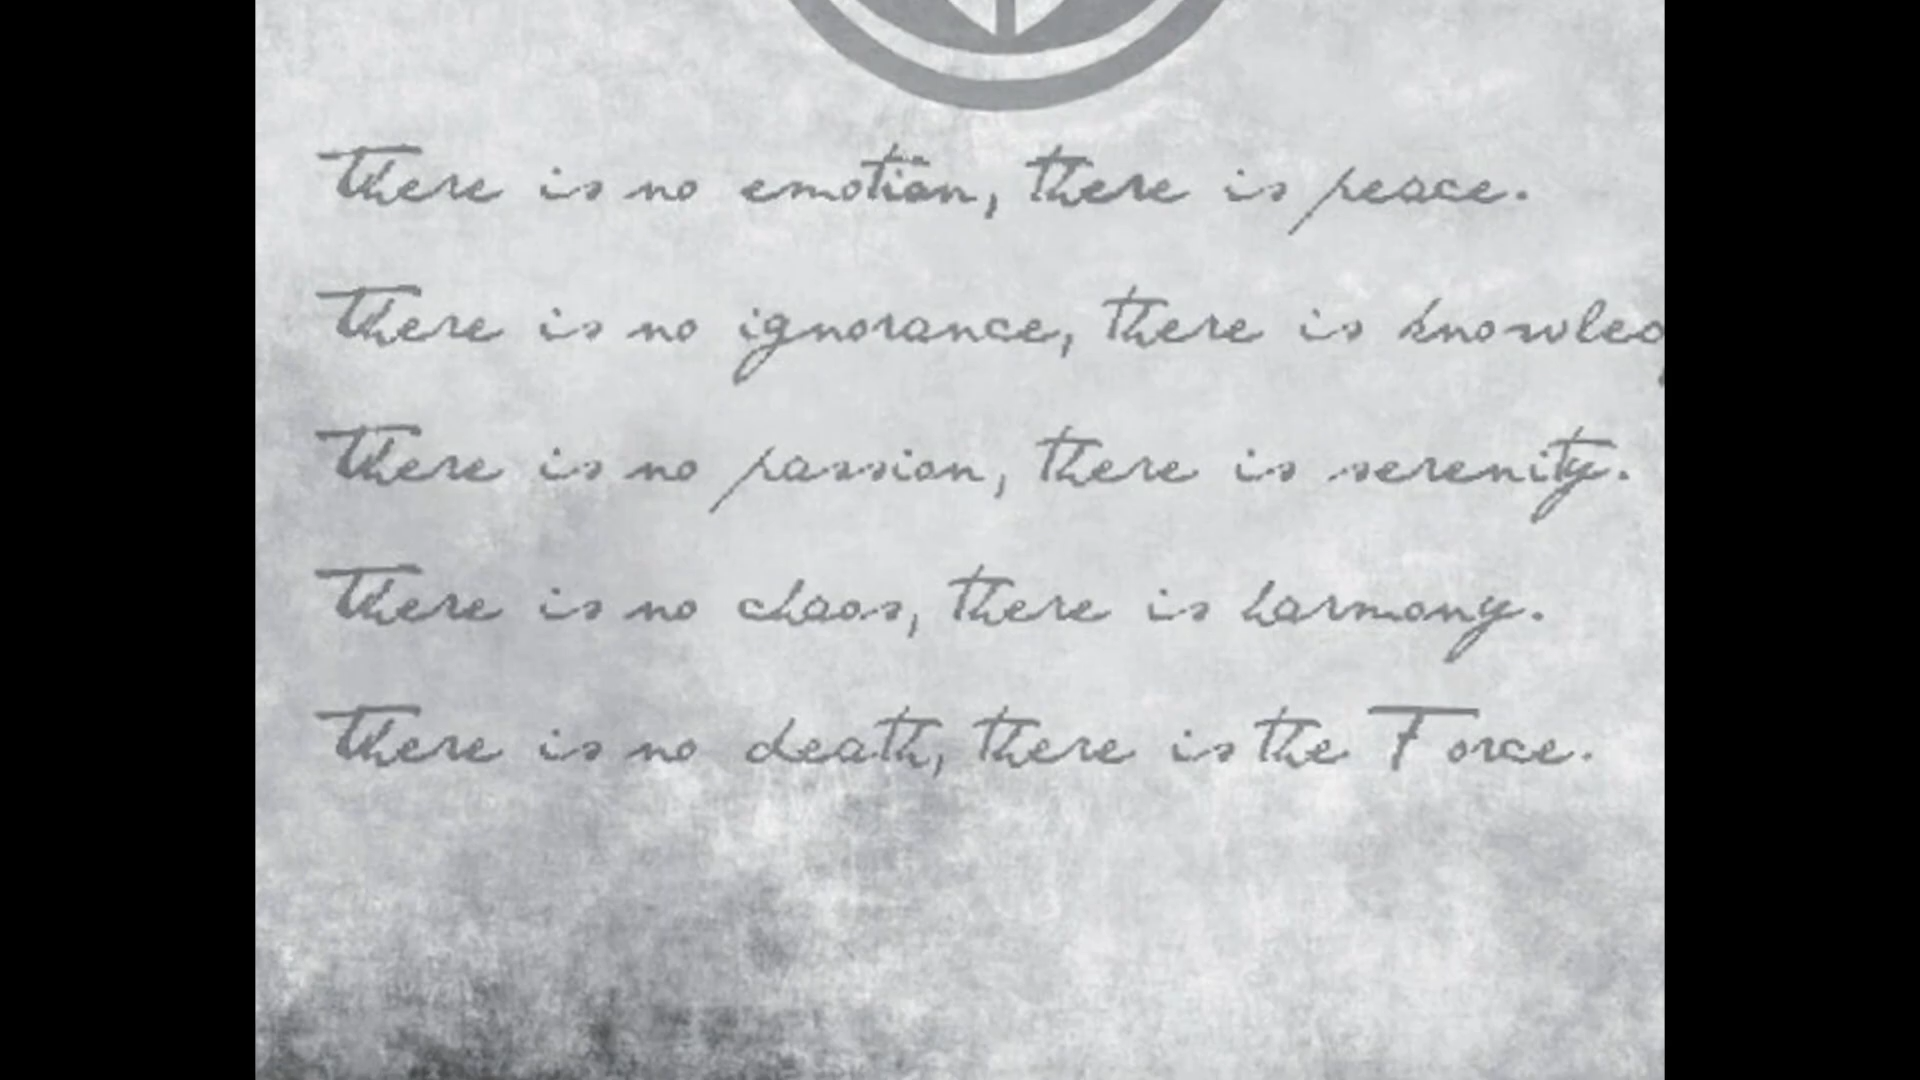 There is no emotion, there is peace.
There is no ignorance, there is knowled
There is no passion, there is serenity.
There is no chaos, there is harmony.
There is no death, there is the Force.